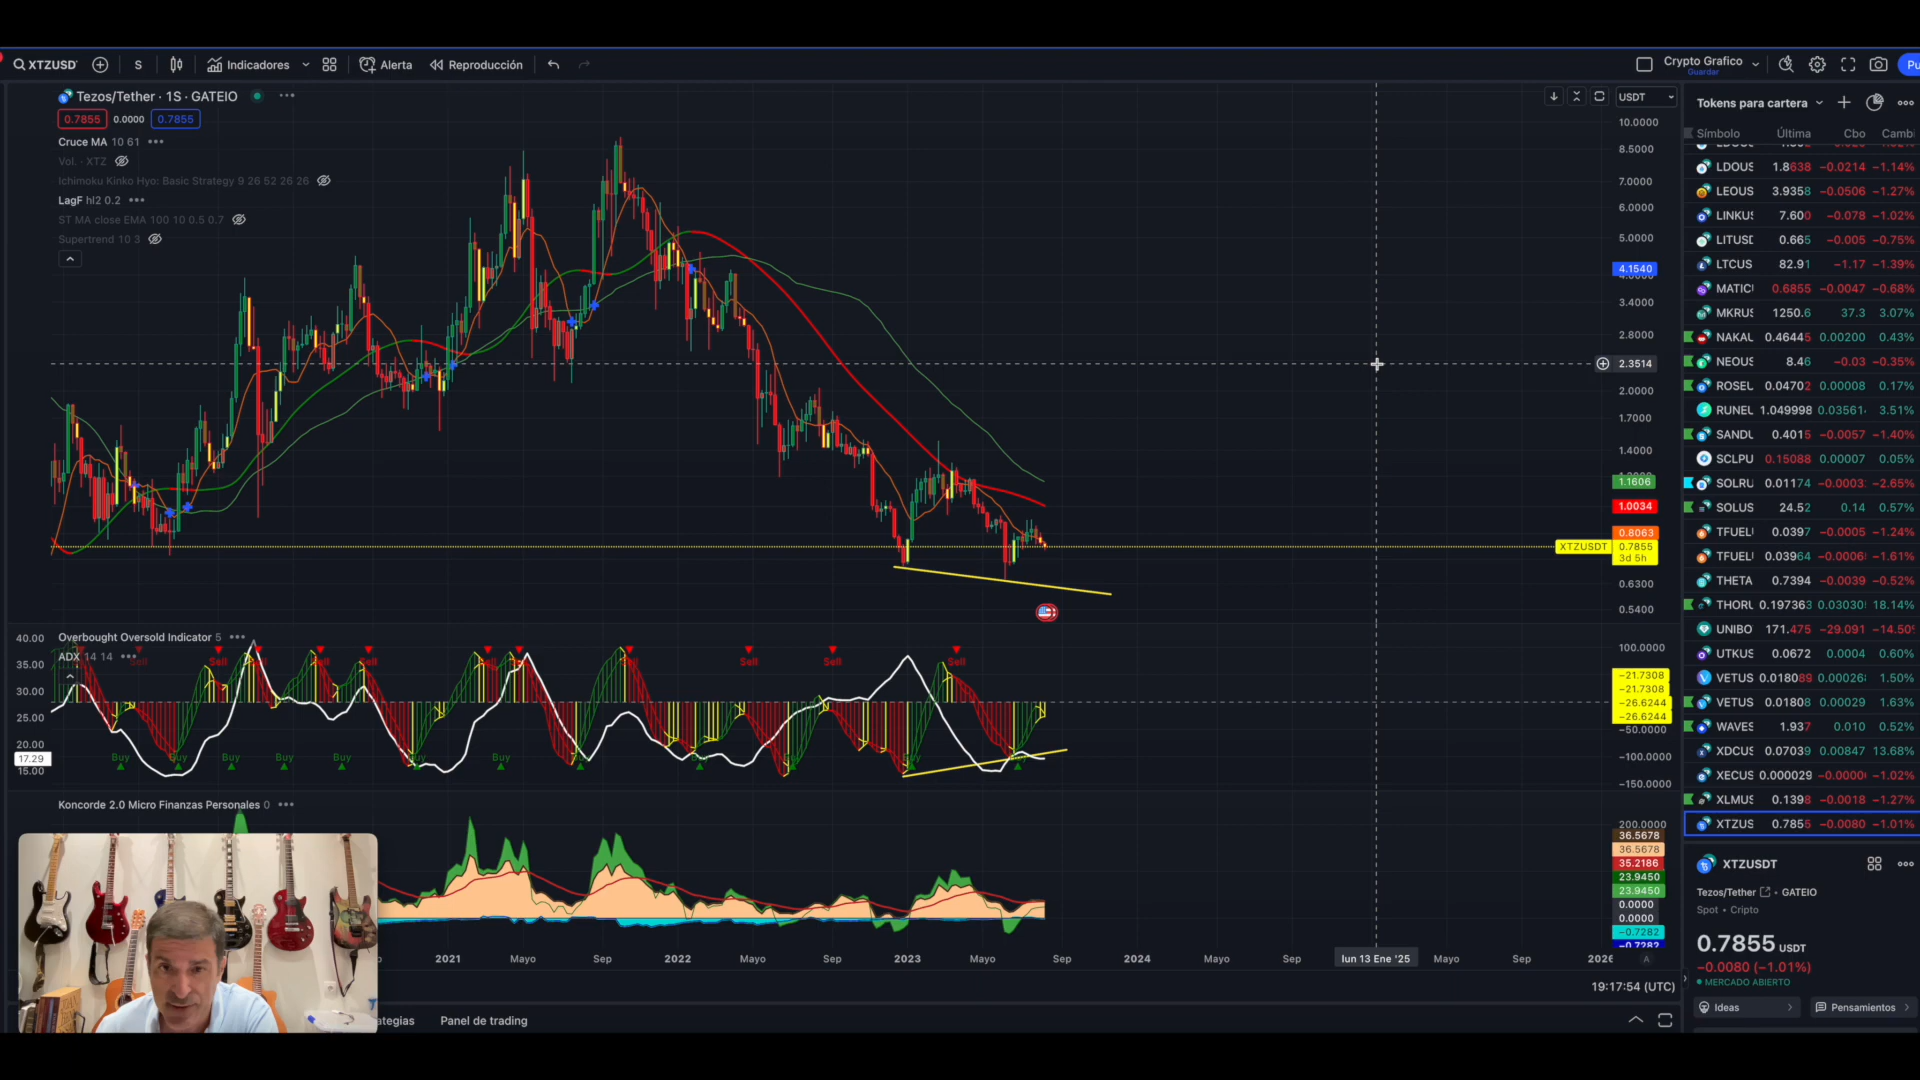 XTZUSD
S
Indicadores
Alerta
Reproducción
Crypto Grafico
Guardar
Pu
Tezos/Tether · 1S · GATEIO
0.7855 0.0000 0.7855
Cruce MA 10 61
Vol. · XTZ
Ichimoku Kinko Hyo: Basic Strategy 9 26 52 26 26
LagF hl2 0.2
ST MA close EMA 100 10 0.5 0.7
Supertrend 10 3
USDT
10.0000
8.5000
7.0000
6.0000
5.0000
4.1540
3.4000
2.8000
2.3514
2.0000
1.7000
1.4000
1.1606
1.0034
0.8063
XTZUSDT 0.7855
3d 5h
0.6300
0.5400
Overbought Oversold Indicator 5
ADX 14 14
40.00
35.00
30.00
25.00
20.00
17.29
15.00
Sell
Sell
Sell
Sell
Sell
Sell
Sell
Sell
Buy
Buy
Buy
Buy
Buy
Buy
100.0000
−21.7308
−21.7308
−26.6244
−26.6244
−50.0000
−100.0000
−150.0000
Koncorde 2.0 Micro Finanzas Personales 0
200.0000
36.5678
36.5678
35.2186
23.9450
23.9450
0.0000
0.0000
−0.7282
−0.7282
2021 Mayo Sep 2022 Mayo Sep 2023 Mayo Sep 2024 Mayo Sep lun 13 Ene '25 Mayo Sep 2026
A
19:17:54 (UTC)
ategias
Panel de trading
Tokens para cartera
Símbolo Última Cbo Cambi
LDOUS 1.8638 −0.0214 −1.14%
LEOUS 3.9358 −0.0506 −1.27%
LINKUS 7.600 −0.078 −1.02%
LITUSD 0.665 −0.005 −0.75%
LTCUS 82.91 −1.17 −1.39%
MATICU 0.6855 −0.0047 −0.68%
MKRUS 1250.6 37.3 3.07%
NAKAU 0.46445 0.00200 0.43%
NEOUS 8.46 −0.03 −0.35%
ROSEU 0.04702 0.00008 0.17%
RUNEU 1.049998 0.03561 3.51%
SANDU 0.4015 −0.0057 −1.40%
SCLPU 0.15088 0.00007 0.05%
SOLRU 0.01174 −0.0003 −2.65%
SOLUS 24.52 0.14 0.57%
TFUEL 0.0397 −0.0005 −1.24%
TFUEL 0.03964 −0.0006 −1.61%
THETA 0.7394 −0.0039 −0.52%
THORU 0.197363 0.03030 18.14%
UNIBO 171.475 −29.091 −14.50%
UTKUS 0.0672 0.0004 0.60%
VETUS 0.018089 0.00026 1.50%
VETUS 0.01808 0.00029 1.63%
WAVES 1.937 0.010 0.52%
XDCUS 0.07039 0.00847 13.68%
XECUS 0.000029 −0.0000 −1.02%
XLMUS 0.1398 −0.0018 −1.27%
XTZUS 0.7855 −0.0080 −1.01%
XTZUSDT
Tezos/Tether • GATEIO
Spot • Cripto
0.7855 USDT
−0.0080 (−1.01%)
MERCADO ABIERTO
Ideas
Pensamientos